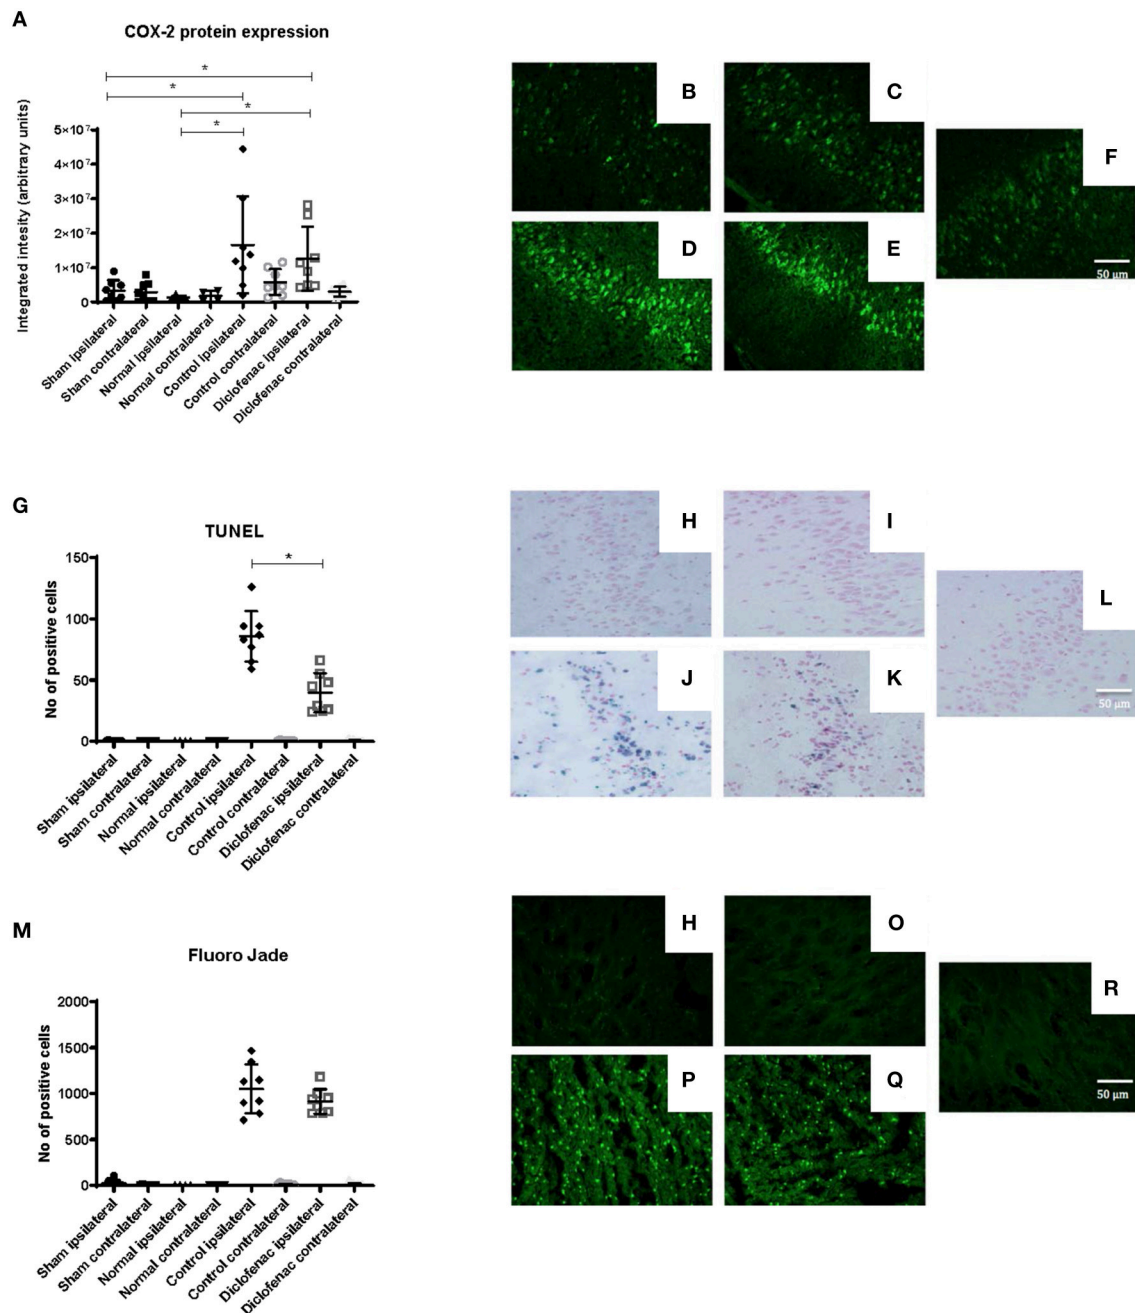 A
COX-2 protein expression
*
*
*
*
Integrated intesity (arbitrary units)
5×10⁷
4×10⁷
3×10⁷
2×10⁷
1×10⁷
0
Sham ipsilateral
Sham contralateral
Normal ipsilateral
Normal contralateral
Control ipsilateral
Control contralateral
Diclofenac ipsilateral
Diclofenac contralateral
B
C
D
E
F
50 µm
G
TUNEL
*
No of positive cells
150
100
50
0
Sham ipsilateral
Sham contralateral
Normal ipsilateral
Normal contralateral
Control ipsilateral
Control contralateral
Diclofenac ipsilateral
Diclofenac contralateral
H
I
J
K
L
50 µm
M
Fluoro Jade
No of positive cells
2000
1500
1000
500
0
Sham ipsilateral
Sham contralateral
Normal ipsilateral
Normal contralateral
Control ipsilateral
Control contralateral
Diclofenac ipsilateral
Diclofenac contralateral
H
O
P
Q
R
50 µm